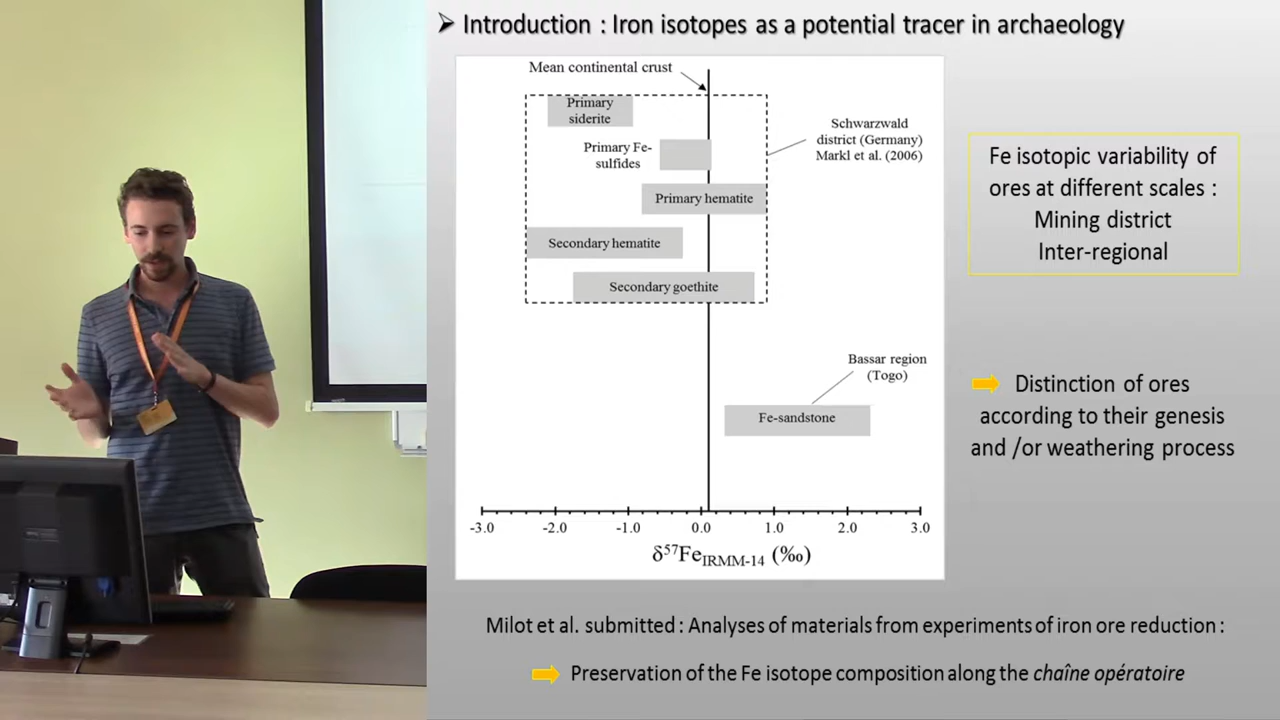 Introduction : Iron isotopes as a potential tracer in archaeology
Mean continental crust
Primary
siderite
Primary Fe-
sulfides
Primary hematite
Secondary hematite
Secondary goethite
Schwarzwald
district (Germany)
Markl et al. (2006)
Bassar region
(Togo)
Fe-sandstone
-3.0 -2.0 -1.0 0.0 1.0 2.0 3.0
δ⁵⁷Fe_IRMM-14 (‰)
Fe isotopic variability of
ores at different scales :
Mining district
Inter-regional
Distinction of ores
according to their genesis
and /or weathering process
Milot et al. submitted : Analyses of materials from experiments of iron ore reduction :
Preservation of the Fe isotope composition along the chaîne opératoire